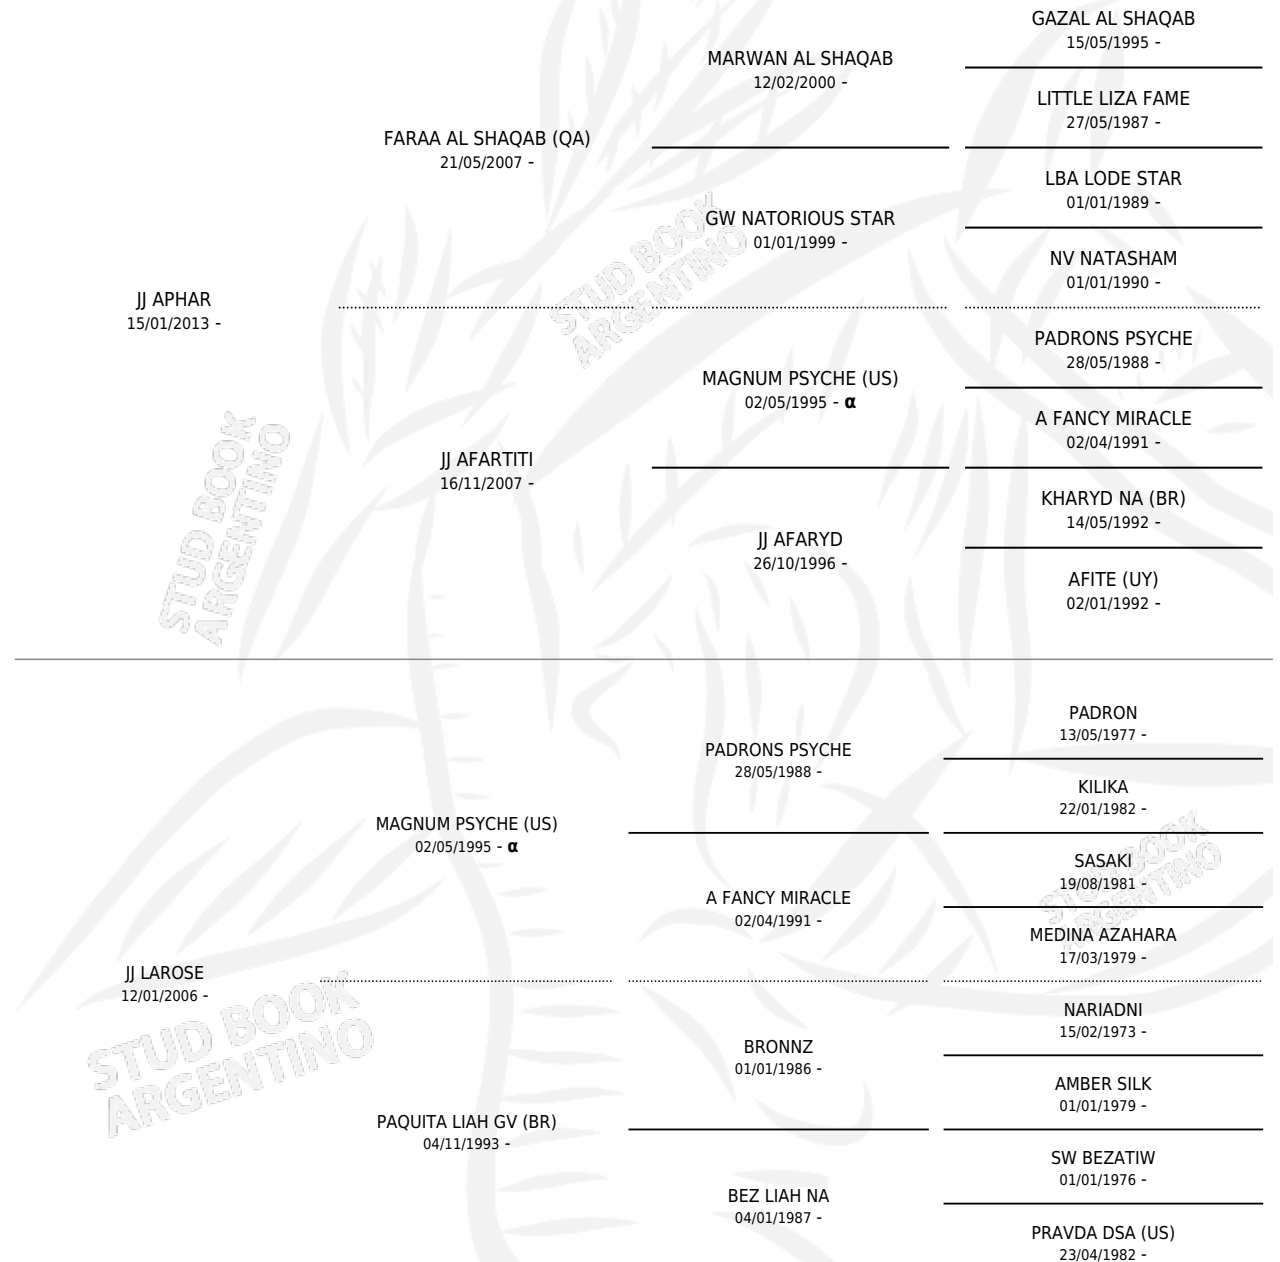 GAZAL AL SHAQAB
15/05/1995 -
MARWAN AL SHAQAB
12/02/2000 -
LITTLE LIZA FAME
27/05/1987 -
FARAA AL SHAQAB (QA)
21/05/2007 -
LBA LODE STAR
01/01/1989 -
GW NATORIOUS STAR
01/01/1999 -
NV NATASHAM
01/01/1990 -
JJ APHAR
15/01/2013 -
STUD BOOK
ARGENTINO
PADRONS PSYCHE
28/05/1988 -
MAGNUM PSYCHE (US)
02/05/1995 - α
A FANCY MIRACLE
02/04/1991 -
JJ AFARTITI
16/11/2007 -
KHARYD NA (BR)
14/05/1992 -
JJ AFARYD
26/10/1996 -
AFITE (UY)
02/01/1992 -
STUD BOOK
ARGENTINO
PADRON
13/05/1977 -
PADRONS PSYCHE
28/05/1988 -
KILIKA
22/01/1982 -
MAGNUM PSYCHE (US)
02/05/1995 - α
SASAKI
19/08/1981 -
A FANCY MIRACLE
02/04/1991 -
MEDINA AZAHARA
17/03/1979 -
STUD BOOK
ARGENTINO
JJ LAROSE
12/01/2006 -
NARIADNI
15/02/1973 -
BRONNZ
01/01/1986 -
AMBER SILK
01/01/1979 -
STUD BOOK
ARGENTINO
PAQUITA LIAH GV (BR)
04/11/1993 -
SW BEZATIW
01/01/1976 -
BEZ LIAH NA
04/01/1987 -
PRAVDA DSA (US)
23/04/1982 -